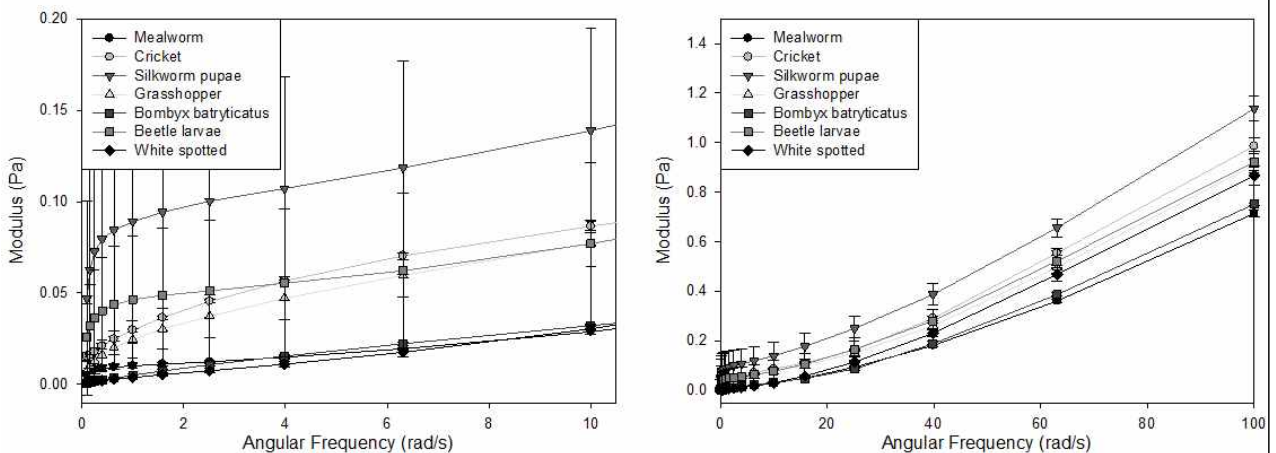 0.20
0.15
0.10
0.05
0.00
Modulus (Pa)
Mealworm
Cricket
Silkworm pupae
Grasshopper
Bombyx batryticatus
Beetle larvae
White spotted
0 2 4 6 8 10
Angular Frequency (rad/s)
1.4
1.2
1.0
0.8
0.6
0.4
0.2
0.0
Modulus (Pa)
Mealworm
Cricket
Silkworm pupae
Grasshopper
Bombyx batryticatus
Beetle larvae
White spotted
0 20 40 60 80 100
Angular Frequency (rad/s)